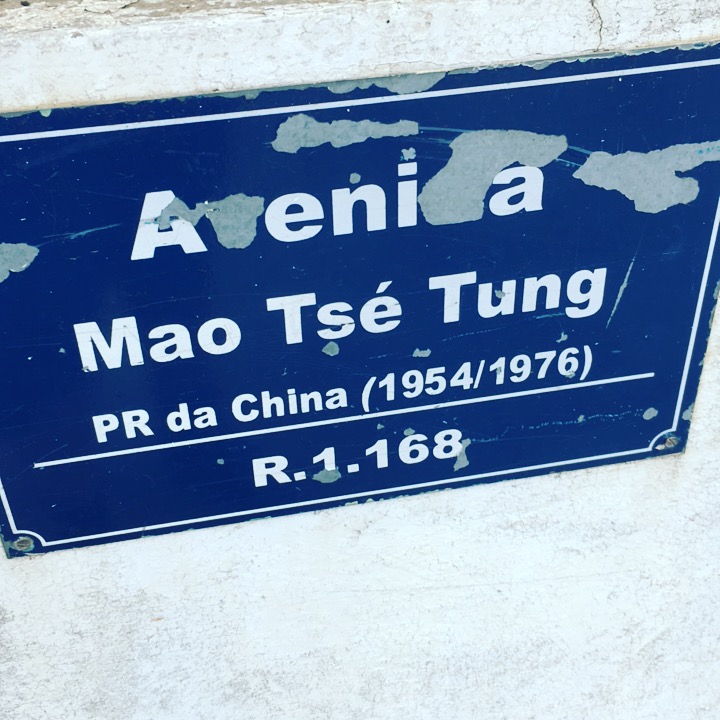 Avenida
Mao Tsé Tung
PR da China (1954/1976)
R.1.168